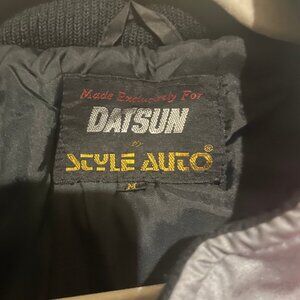 Made Exclusively For
DATSUN
by
STYLE AUTO®
M